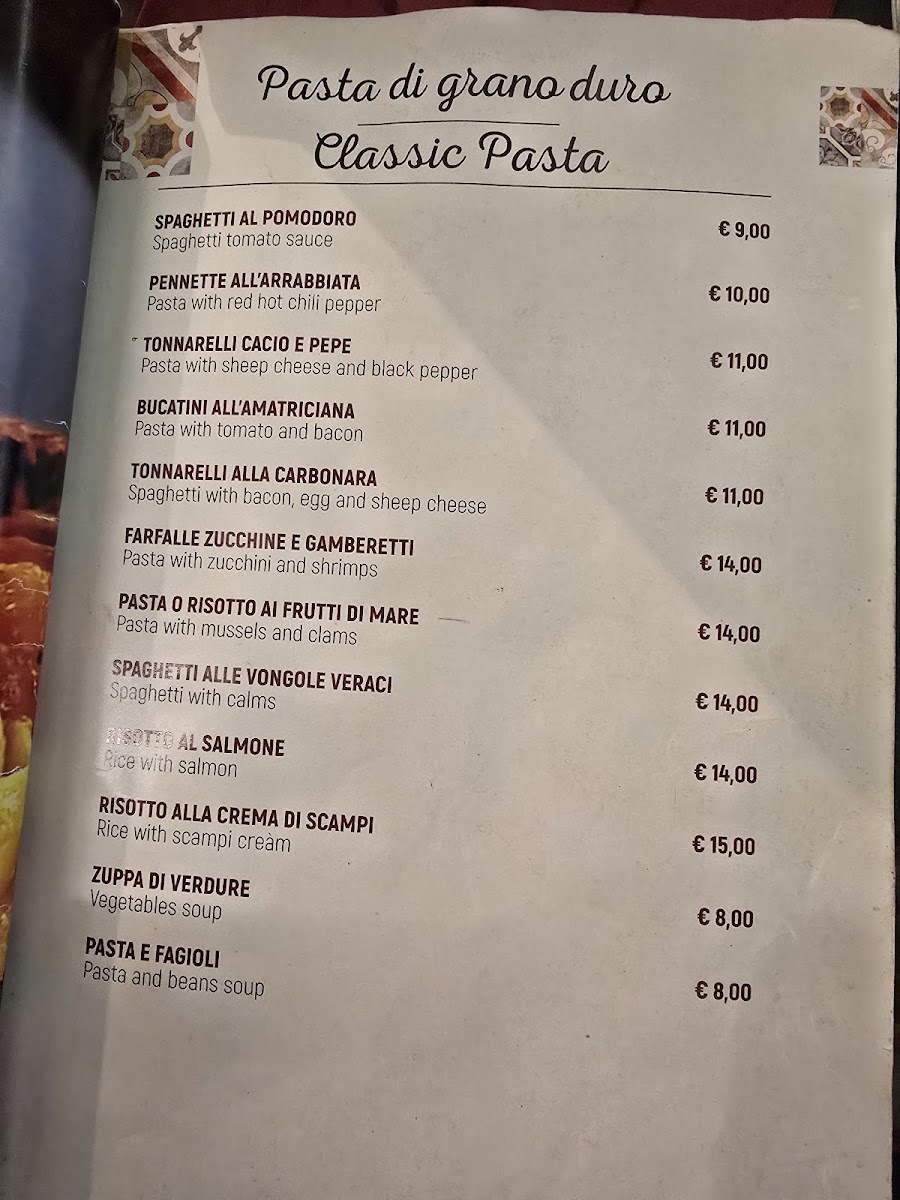 Pasta di grano duro
Classic Pasta
SPAGHETTI AL POMODORO
Spaghetti tomato sauce
€ 9,00
PENNETTE ALL'ARRABBIATA
Pasta with red hot chili pepper
€ 10,00
TONNARELLI CACIO E PEPE
Pasta with sheep cheese and black pepper
€ 11,00
BUCATINI ALL'AMATRICIANA
Pasta with tomato and bacon
€ 11,00
TONNARELLI ALLA CARBONARA
Spaghetti with bacon, egg and sheep cheese
€ 11,00
FARFALLE ZUCCHINE E GAMBERETTI
Pasta with zucchini and shrimps
€ 14,00
PASTA O RISOTTO AI FRUTTI DI MARE
Pasta with mussels and clams
€ 14,00
SPAGHETTI ALLE VONGOLE VERACI
Spaghetti with calms
€ 14,00
RISOTTO AL SALMONE
Rice with salmon
€ 14,00
RISOTTO ALLA CREMA DI SCAMPI
Rice with scampi creàm
€ 15,00
ZUPPA DI VERDURE
Vegetables soup
€ 8,00
PASTA E FAGIOLI
Pasta and beans soup
€ 8,00